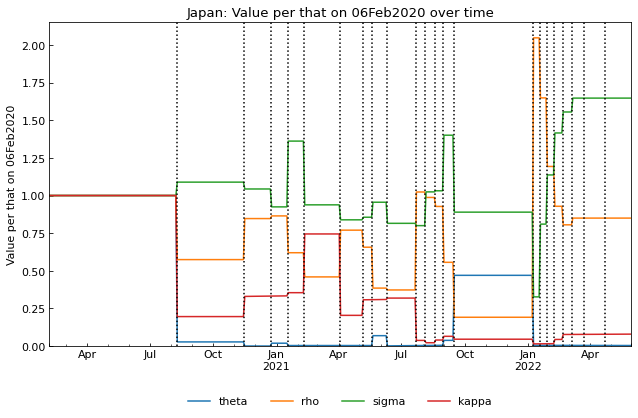 Japan: Value per that on 06Feb2020 over time
Value per that on 06Feb2020
2.00
1.75
1.50
1.25
1.00
0.75
0.50
0.25
0.00
Apr Jul Oct Jan Apr Jul Oct Jan Apr
2021 2022
theta rho sigma kappa